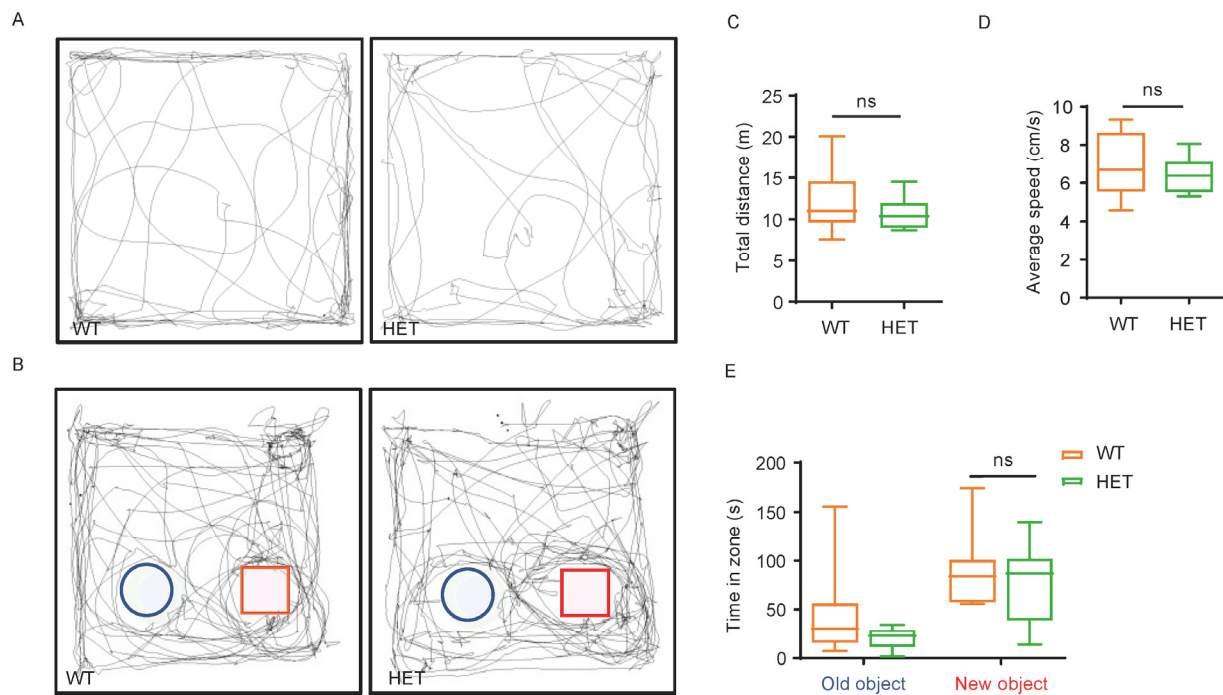 A
WT
HET
B
WT
HET
C
Total distance (m)
25
20
15
10
5
0
ns
WT HET
D
Average speed (cm/s)
10
8
6
4
2
0
ns
WT HET
E
Time in zone (s)
200
150
100
50
0
ns
WT
HET
Old object New object